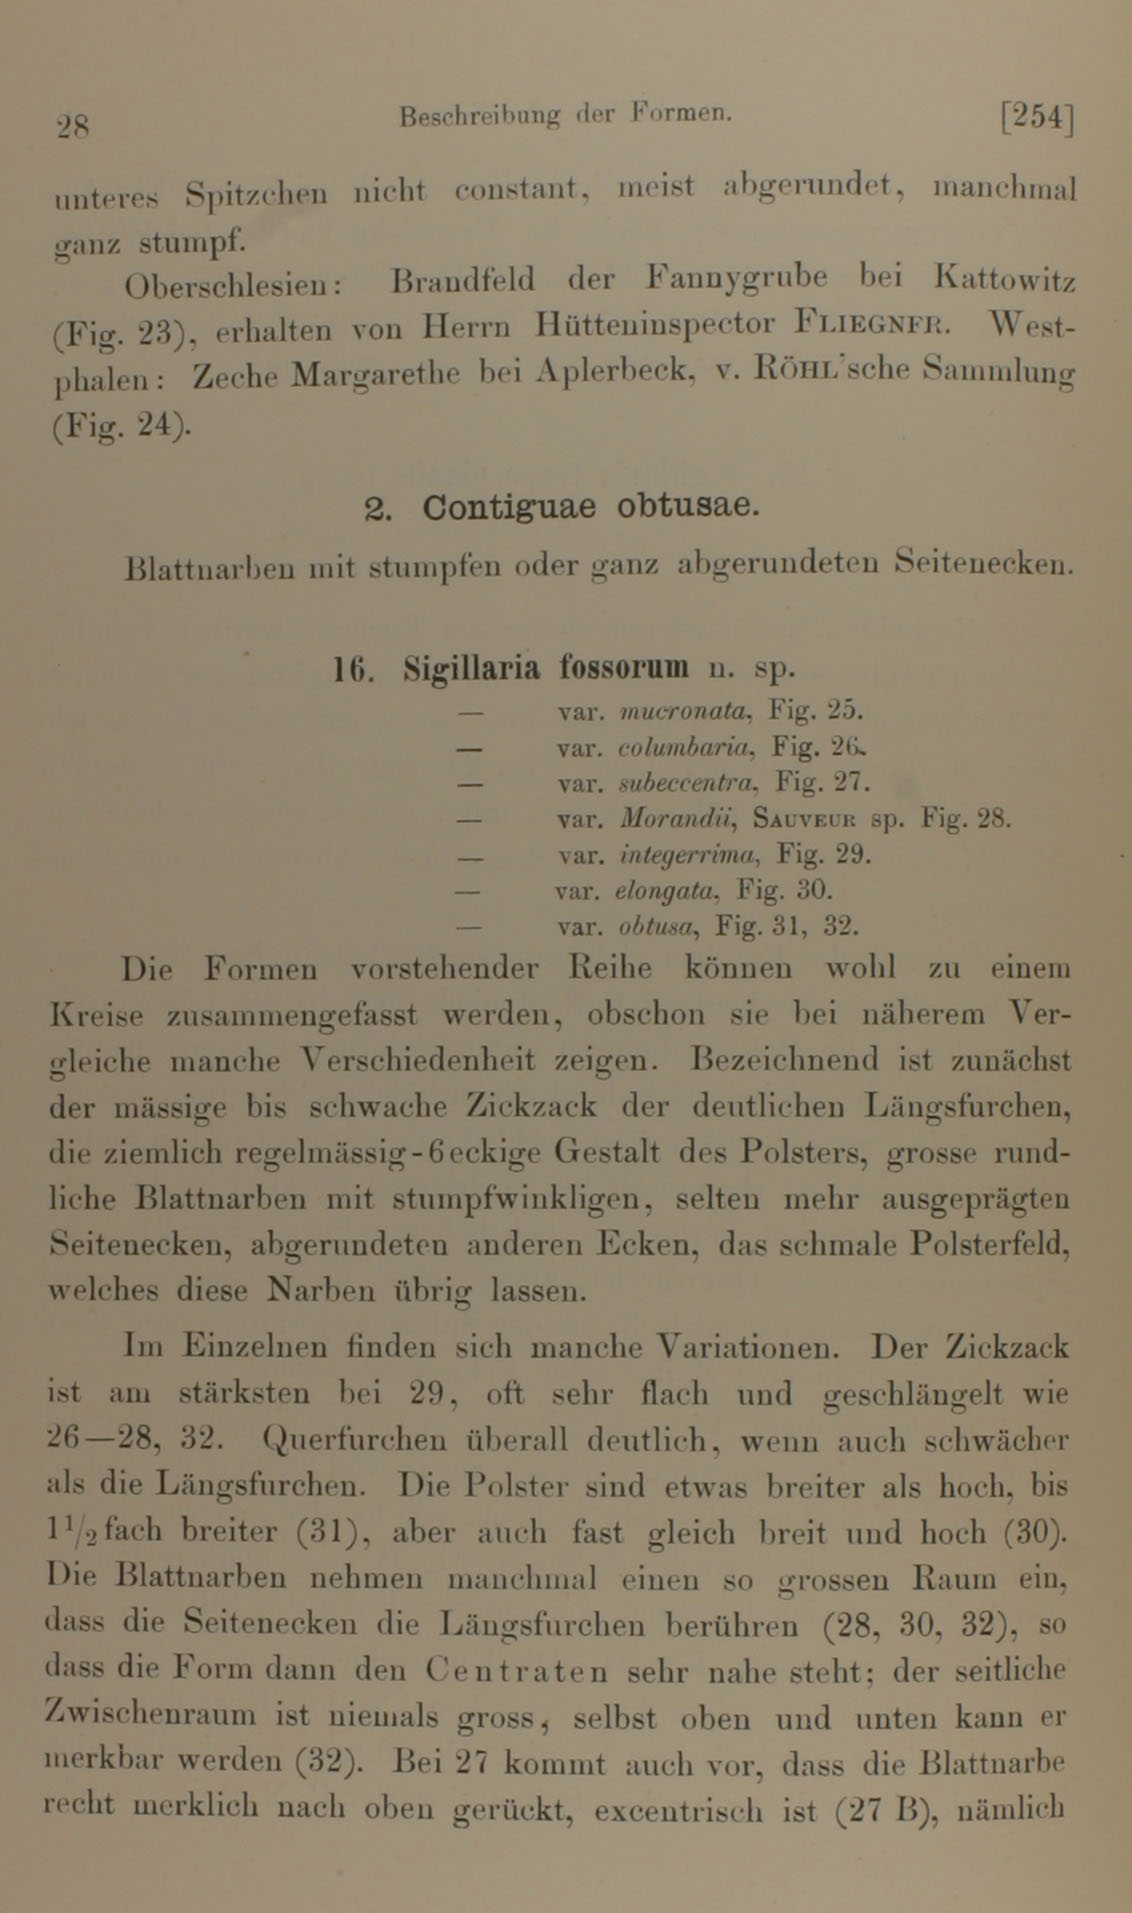 28 Beschreibung der Formen. [254]
unteres Spitzchen nicht constant, meist abgerundet, manchmal
ganz stumpf.
Oberschlesien: Brandfeld der Fannygrube bei Kattowitz
(Fig. 23), erhalten von Herrn Hütteninspector FLIEGNER. West-
phalen: Zeche Margarethe bei Aplerbeck, v. RÖHL'sche Sammlung
(Fig. 24).
2. Contiguae obtusae.
Blattnarben mit stumpfen oder ganz abgerundeten Seitenecken.
16. Sigillaria fossorum n. sp.
— var. mucronata, Fig. 25.
— var. columbaria, Fig. 26.
— var. subeccentra, Fig. 27.
— var. Morandii, SAUVEUR sp. Fig. 28.
— var. integerrima, Fig. 29.
— var. elongata, Fig. 30.
— var. obtusa, Fig. 31, 32.
Die Formen vorstehender Reihe können wohl zu einem
Kreise zusammengefasst werden, obschon sie bei näherem Ver-
gleiche manche Verschiedenheit zeigen. Bezeichnend ist zunächst
der mässige bis schwache Zickzack der deutlichen Längsfurchen,
die ziemlich regelmässig-6eckige Gestalt des Polsters, grosse rund-
liche Blattnarben mit stumpfwinkligen, selten mehr ausgeprägten
Seitenecken, abgerundeten anderen Ecken, das schmale Polsterfeld,
welches diese Narben übrig lassen.
Im Einzelnen finden sich manche Variationen. Der Zickzack
ist am stärksten bei 29, oft sehr flach und geschlängelt wie
26—28, 32. Querfurchen überall deutlich, wenn auch schwächer
als die Längsfurchen. Die Polster sind etwas breiter als hoch, bis
1 1/2 fach breiter (31), aber auch fast gleich breit und hoch (30).
Die Blattnarben nehmen manchmal einen so grossen Raum ein,
dass die Seitenecken die Längsfurchen berühren (28, 30, 32), so
dass die Form dann den Centraten sehr nahe steht; der seitliche
Zwischenraum ist niemals gross, selbst oben und unten kann er
merkbar werden (32). Bei 27 kommt auch vor, dass die Blattnarbe
recht merklich nach oben gerückt, excentrisch ist (27 B), nämlich